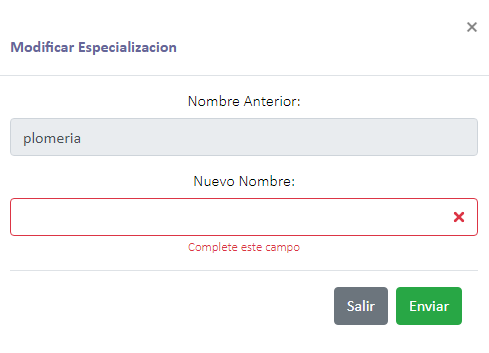 ×
Modificar Especializacion
Nombre Anterior:
plomeria
Nuevo Nombre:
Complete este campo
Salir
Enviar